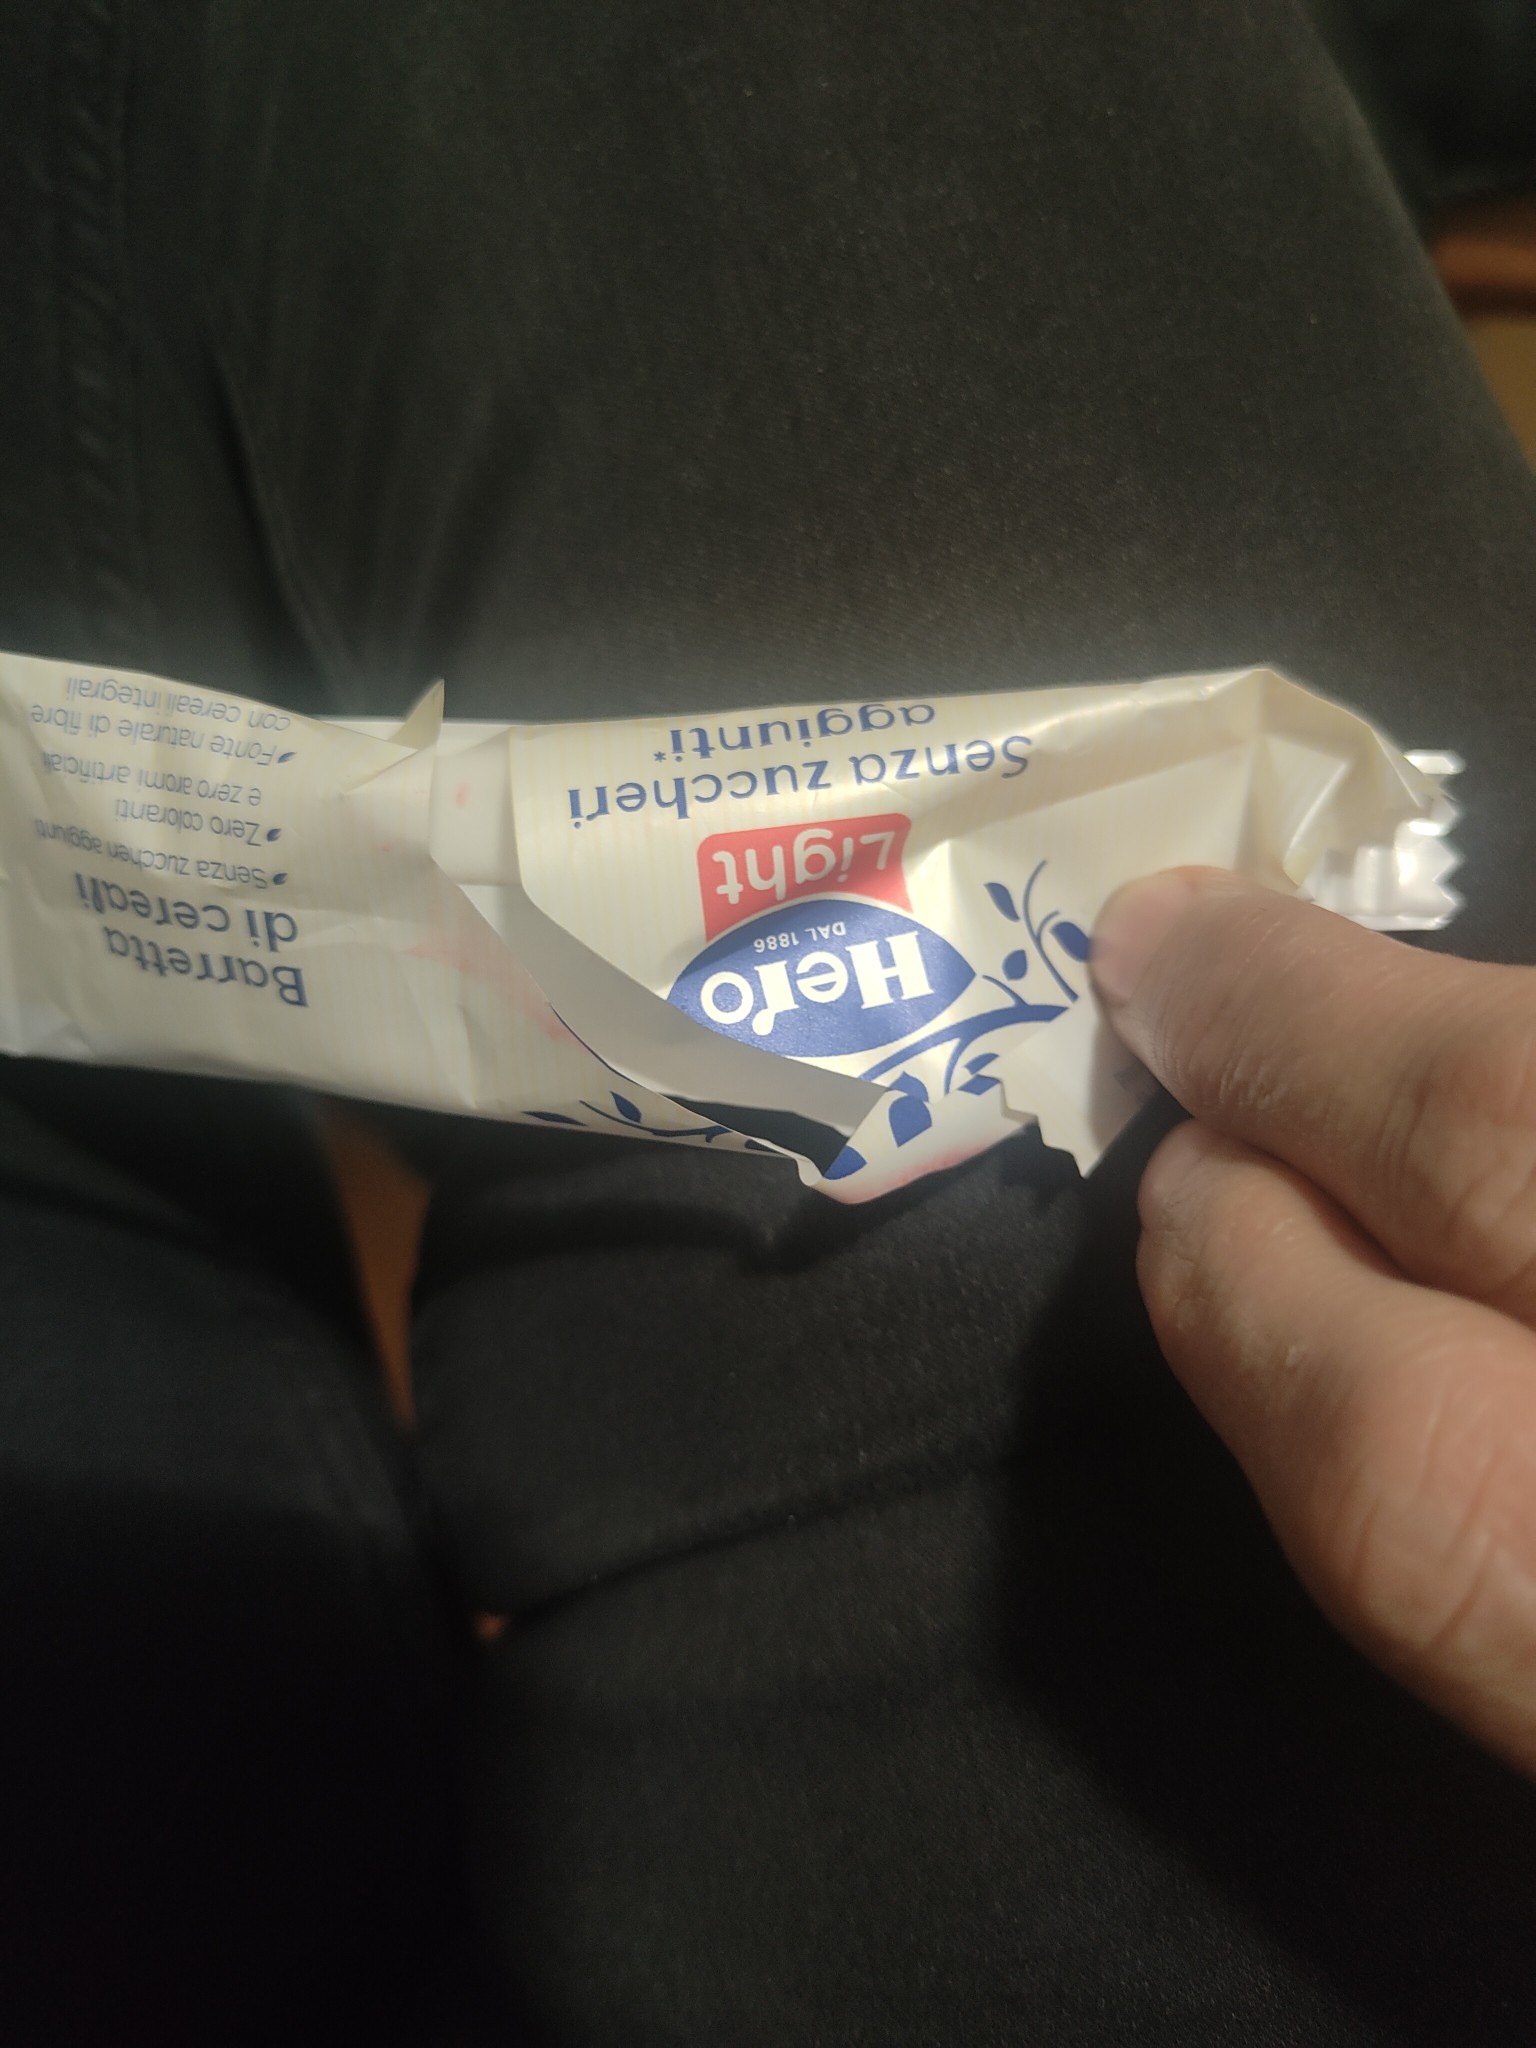 Hero
DAL 1886
Light
Senza zuccheri
aggiunti*
Barretta
di cereali
Senza zuccheri aggiunti
Zero coloranti
e zero aromi artificiali
Fonte naturale di fibre
con cereali integrali